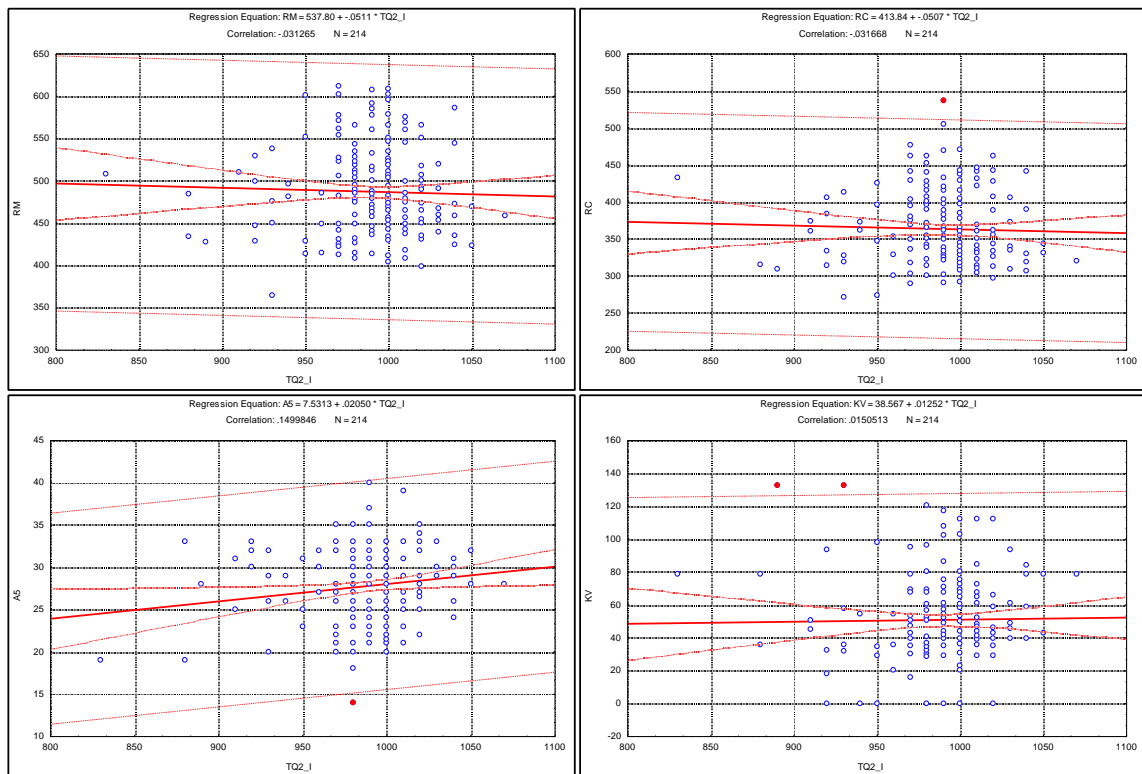 Regression Equation: RM = 537.80 + -.0511 * TQ2_I
Correlation: -.031265 N = 214
RM
650
600
550
500
450
400
350
300
800 850 900 950 1000 1050 1100
TQ2_I
Regression Equation: RC = 413.84 + -.0507 * TQ2_I
Correlation: -.031668 N = 214
RC
600
550
500
450
400
350
300
250
200
800 850 900 950 1000 1050 1100
TQ2_I
Regression Equation: A5 = 7.5313 + .02050 * TQ2_I
Correlation: .1499846 N = 214
A5
45
40
35
30
25
20
15
10
800 850 900 950 1000 1050 1100
TQ2_I
Regression Equation: KV = 38.567 + .01252 * TQ2_I
Correlation: .0150513 N = 214
KV
160
140
120
100
80
60
40
20
0
-20
800 850 900 950 1000 1050 1100
TQ2_I